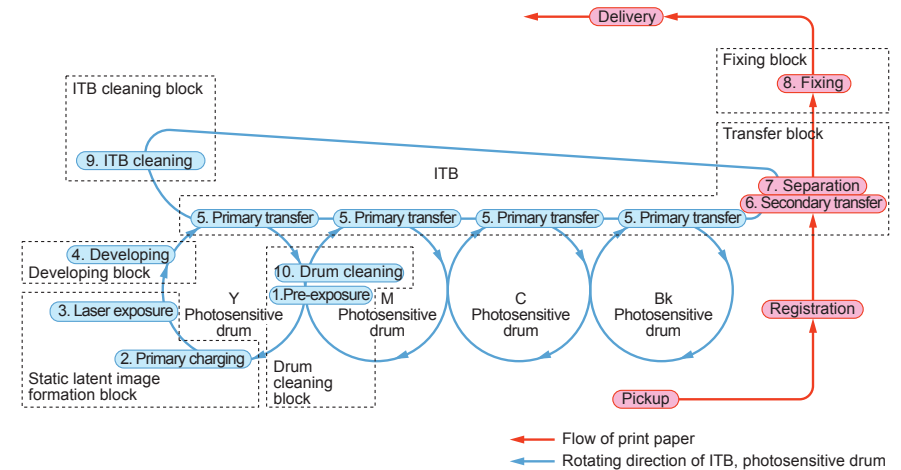 Delivery
Fixing block
8. Fixing
ITB cleaning block
Transfer block
9. ITB cleaning
ITB
7. Separation
6. Secondary transfer
5. Primary transfer
5. Primary transfer
5. Primary transfer
5. Primary transfer
4. Developing
Developing block
10. Drum cleaning
1.Pre-exposure
3. Laser exposure
Y
Photosensitive
drum
M
Photosensitive
drum
C
Photosensitive
drum
Bk
Photosensitive
drum
Registration
2. Primary charging
Static latent image
formation block
Drum
cleaning
block
Pickup
Flow of print paper
Rotating direction of ITB, photosensitive drum